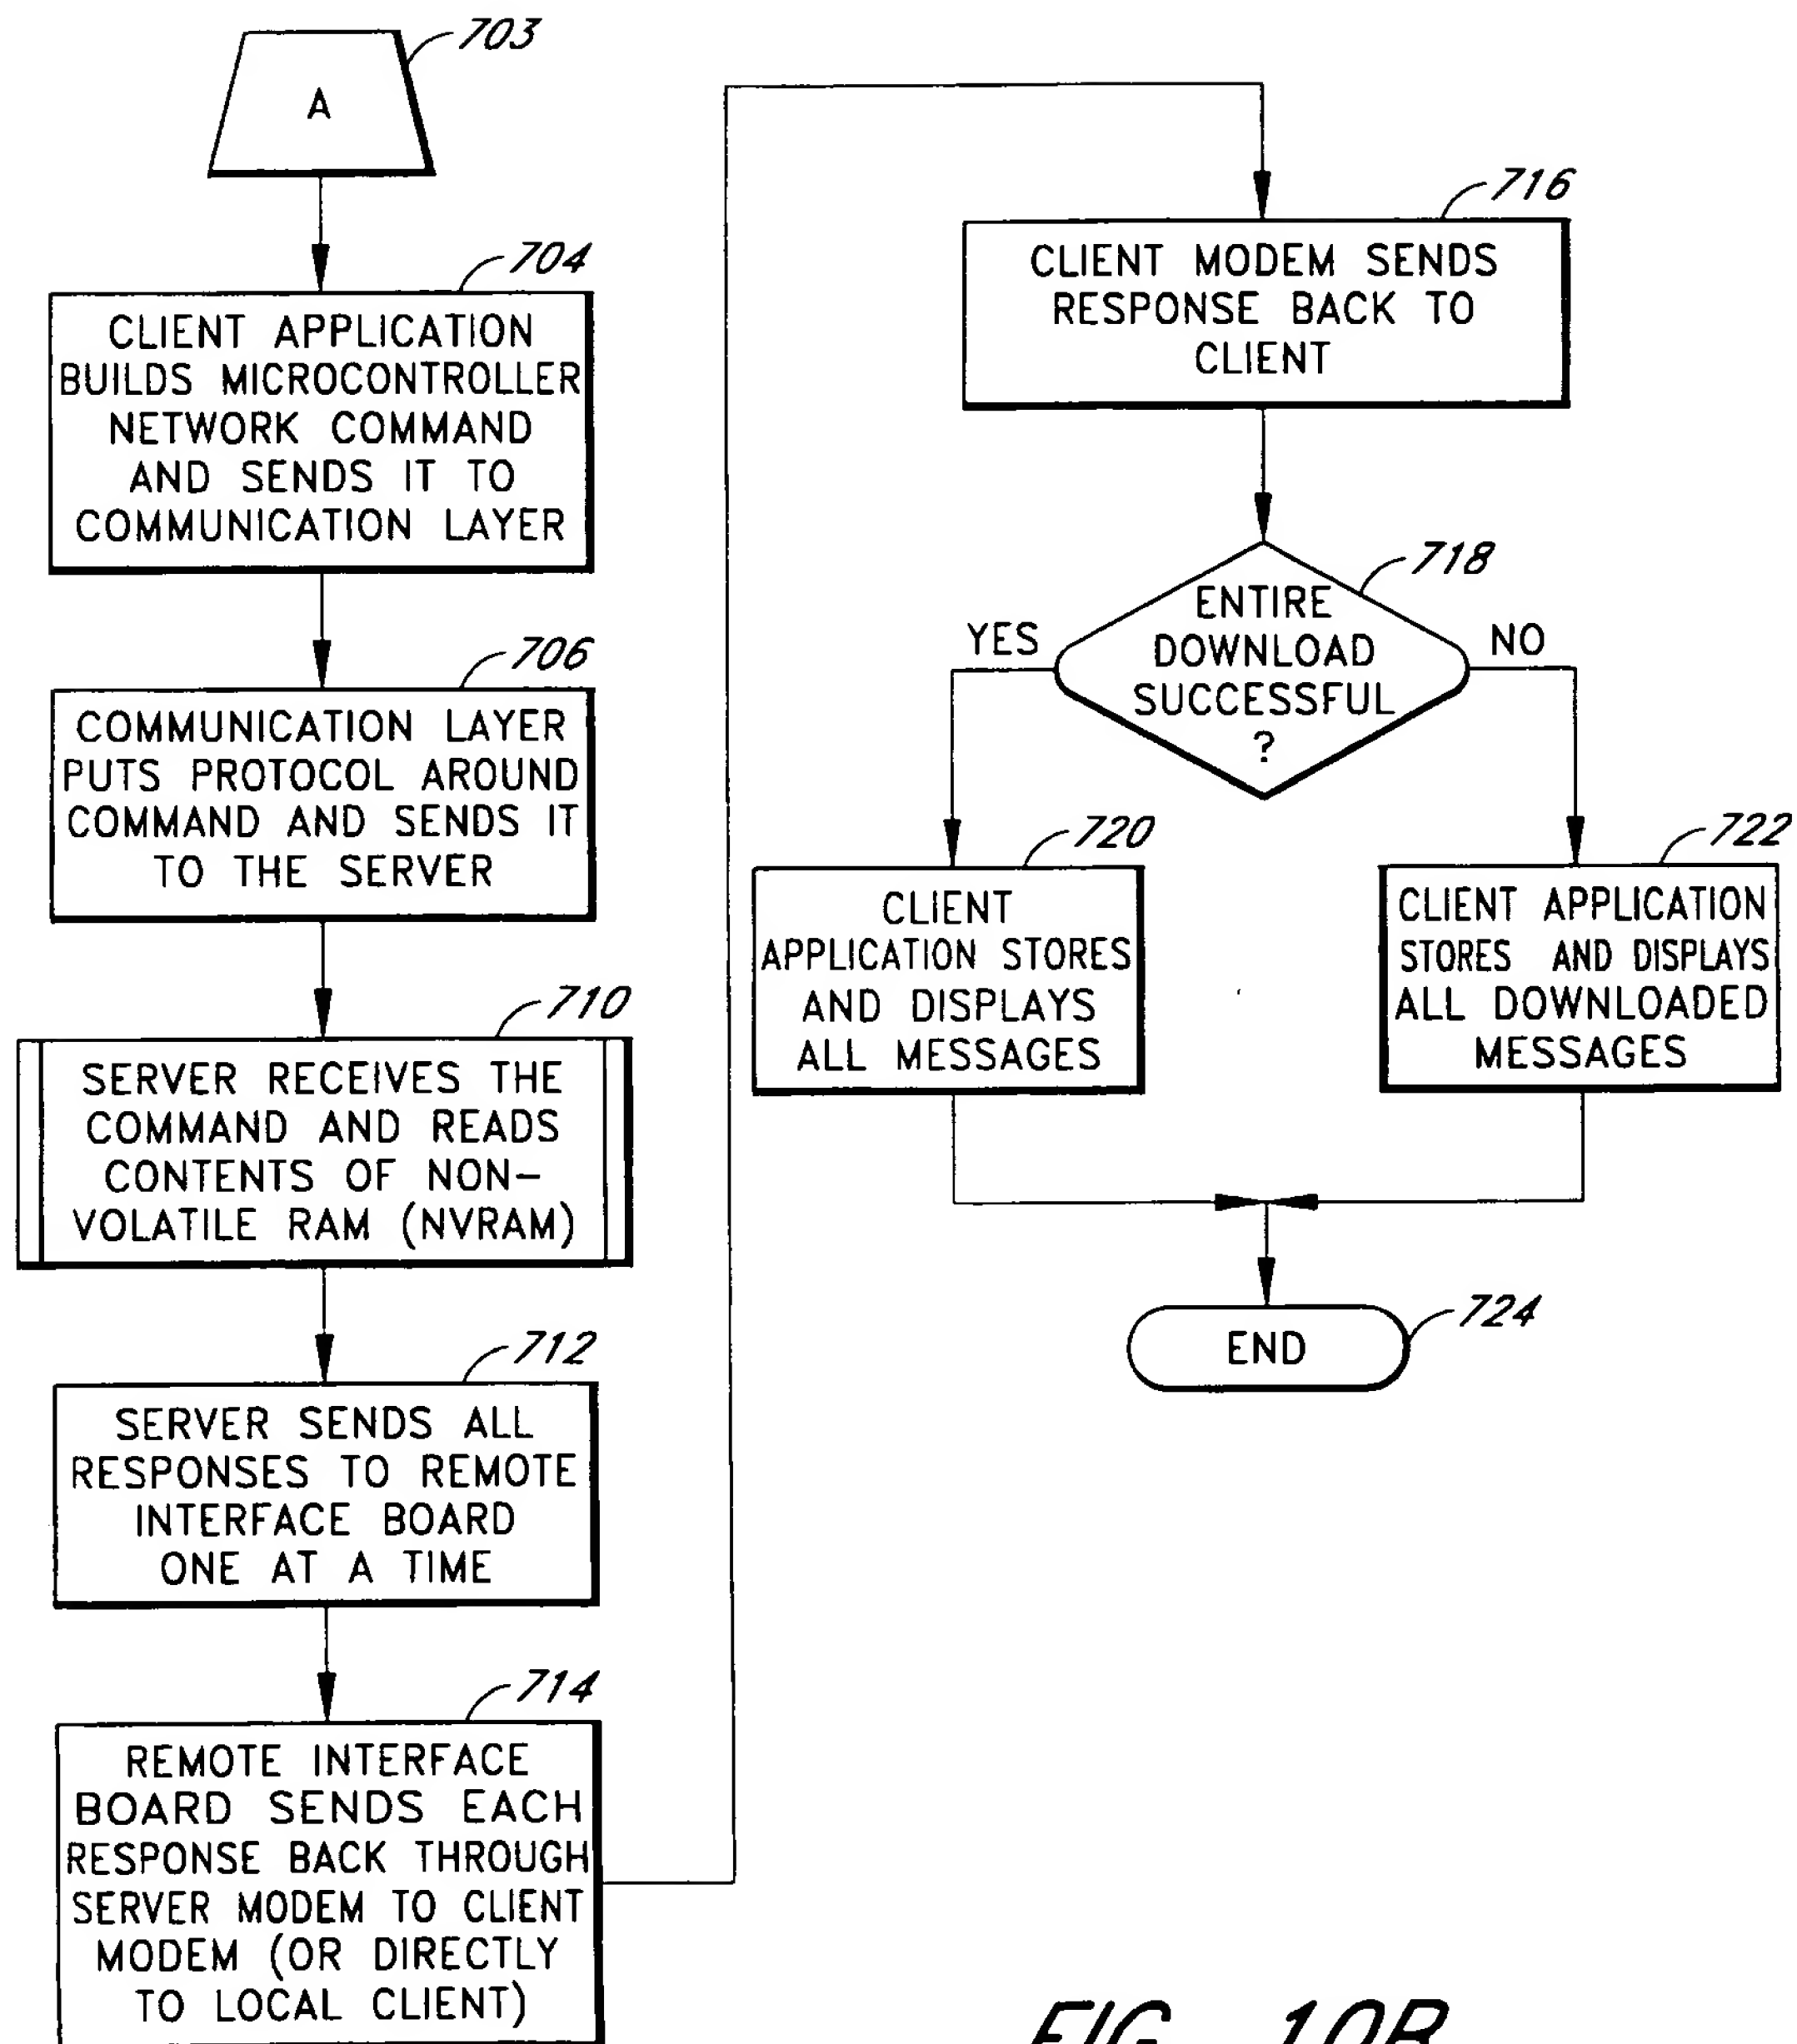 703
A
704
CLIENT APPLICATION
BUILDS MICROCONTROLLER
NETWORK COMMAND
AND SENDS IT TO
COMMUNICATION LAYER
706
COMMUNICATION LAYER
PUTS PROTOCOL AROUND
COMMAND AND SENDS IT
TO THE SERVER
710
SERVER RECEIVES THE
COMMAND AND READS
CONTENTS OF NON-
VOLATILE RAM (NVRAM)
712
SERVER SENDS ALL
RESPONSES TO REMOTE
INTERFACE BOARD
ONE AT A TIME
714
REMOTE INTERFACE
BOARD SENDS EACH
RESPONSE BACK THROUGH
SERVER MODEM TO CLIENT
MODEM (OR DIRECTLY
TO LOCAL CLIENT)
716
CLIENT MODEM SENDS
RESPONSE BACK TO
CLIENT
718
ENTIRE
DOWNLOAD
SUCCESSFUL
?
YES
NO
720
CLIENT
APPLICATION STORES
AND DISPLAYS
ALL MESSAGES
722
CLIENT APPLICATION
STORES AND DISPLAYS
ALL DOWNLOADED
MESSAGES
724
END
FIG. 10B